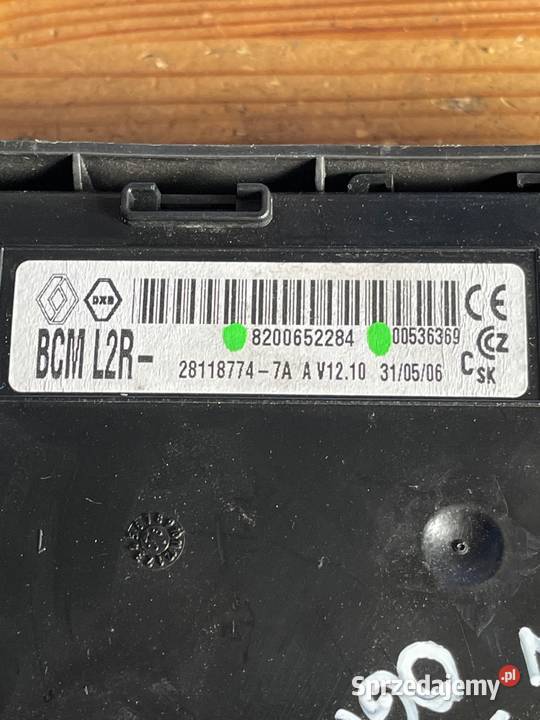 DXB
8200652284 00536369
BCM L2R-
28118774-7A A V12.10 31/05/06
CE
CZ
C SK
Sprzedajemy.pl